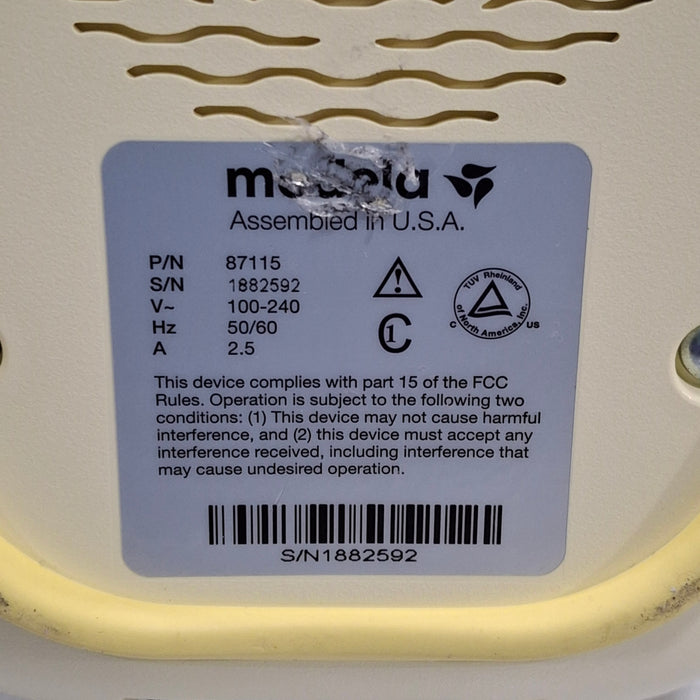 medela
Assembled in U.S.A.
P/N 87115
S/N 1882592
V~ 100-240
Hz 50/60
A 2.5
1
TUV Rheinland
of North America, Inc.
C US
This device complies with part 15 of the FCC
Rules. Operation is subject to the following two
conditions: (1) This device may not cause harmful
interference, and (2) this device must accept any
interference received, including interference that
may cause undesired operation.
S/N1882592